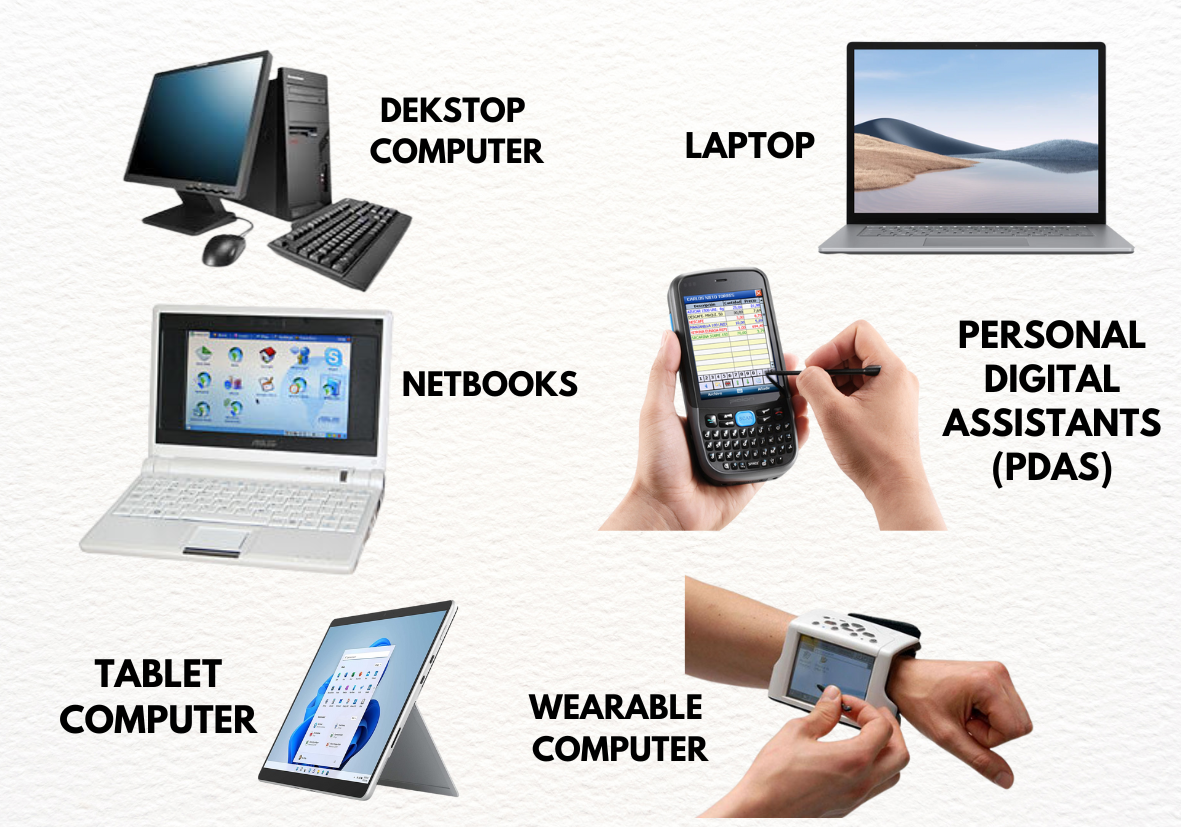 DEKSTOP
COMPUTER
LAPTOP
NETBOOKS
PERSONAL
DIGITAL
ASSISTANTS
(PDAS)
TABLET
COMPUTER
WEARABLE
COMPUTER